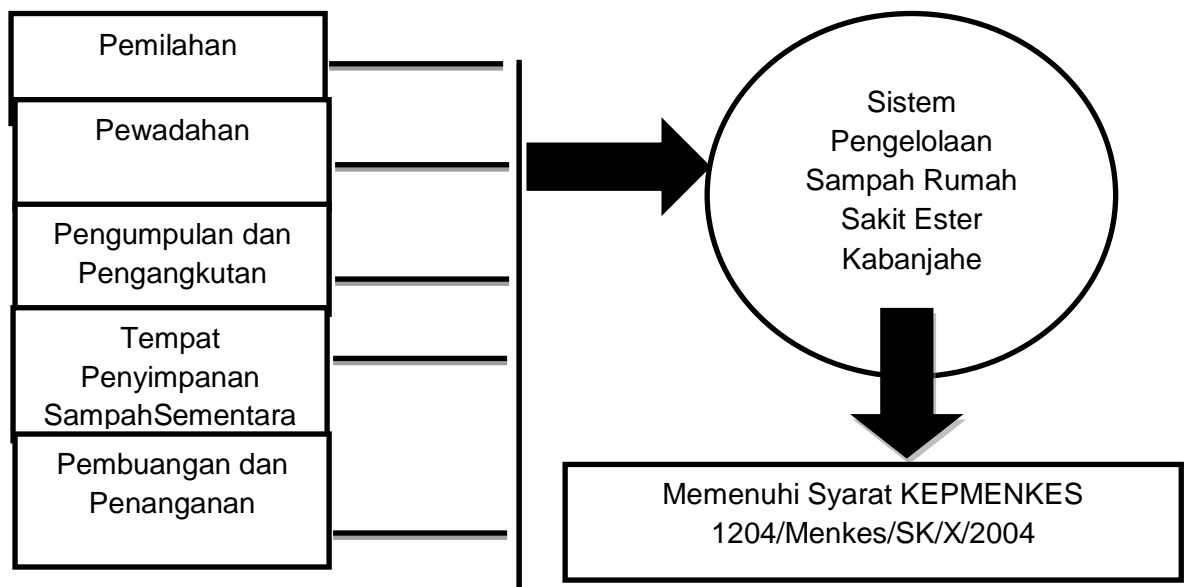 Pemilahan
Pewadahan
Pengumpulan dan
Pengangkutan
Tempat
Penyimpanan
SampahSementara
Pembuangan dan
Penanganan
Sistem
Pengelolaan
Sampah Rumah
Sakit Ester
Kabanjahe
Memenuhi Syarat KEPMENKES
1204/Menkes/SK/X/2004